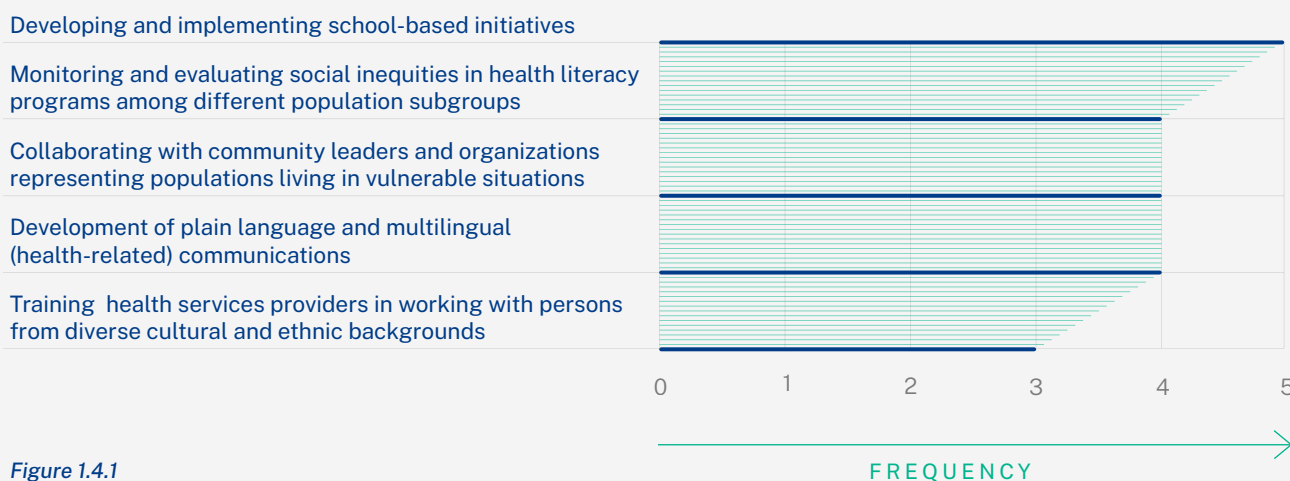 Developing and implementing school-based initiatives
Monitoring and evaluating social inequities in health literacy
programs among different population subgroups
Collaborating with community leaders and organizations
representing populations living in vulnerable situations
Development of plain language and multilingual
(health-related) communications
Training health services providers in working with persons
from diverse cultural and ethnic backgrounds
0 1 2 3 4 5
FREQUENCY
Figure 1.4.1